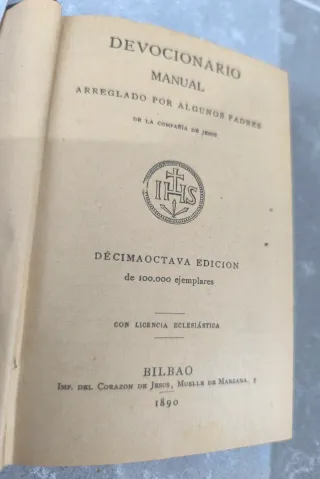 DEVOCIONARIO
MANUAL
ARREGLADO POR ALGUNOS PADRES
DE LA COMPAÑÍA DE JESÚS
IHS
DÉCIMAOCTAVA EDICION
de 100,000 ejemplares
CON LICENCIA ECLESIÁSTICA
BILBAO
IMP. DEL CORAZON DE JESUS, MUELLE DE MARZANA, 7
1890